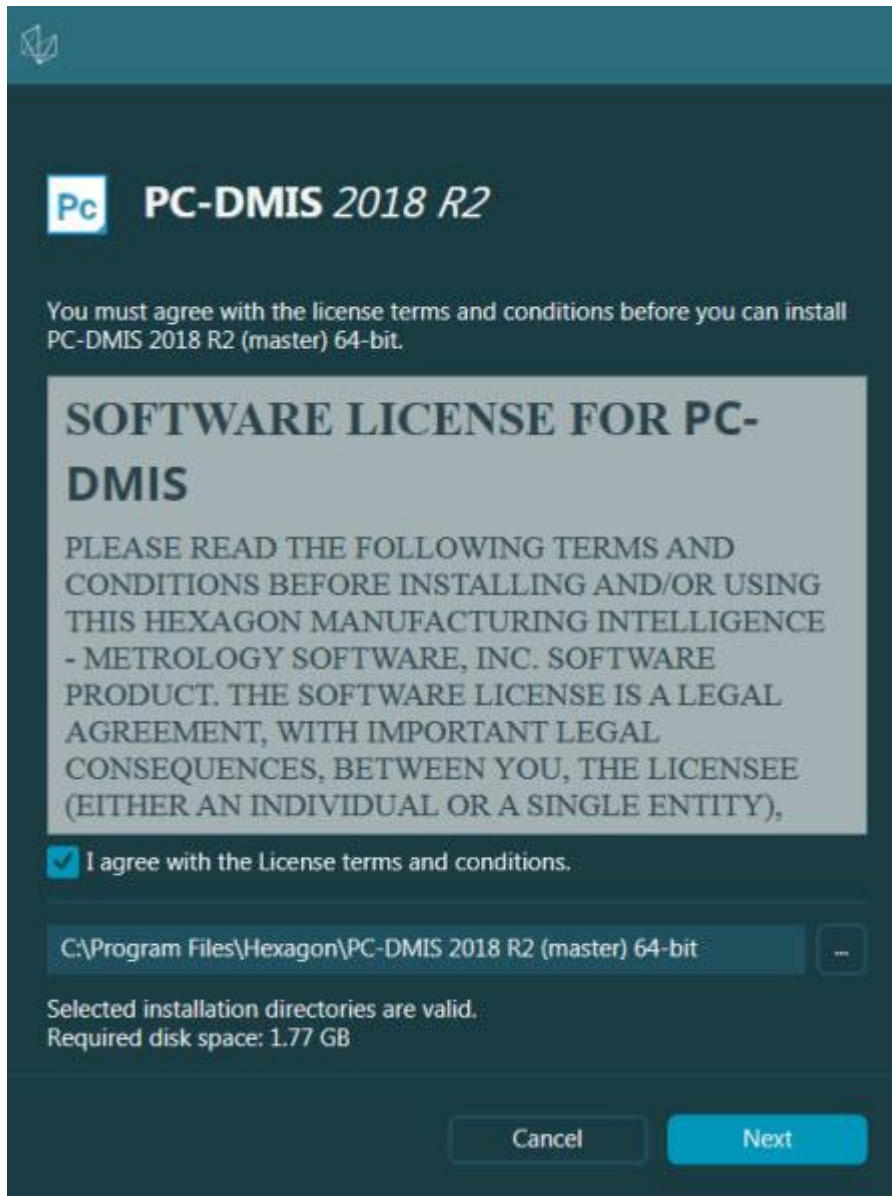 Pc
PC-DMIS 2018 R2
You must agree with the license terms and conditions before you can install
PC-DMIS 2018 R2 (master) 64-bit.
SOFTWARE LICENSE FOR PC-
DMIS
PLEASE READ THE FOLLOWING TERMS AND
CONDITIONS BEFORE INSTALLING AND/OR USING
THIS HEXAGON MANUFACTURING INTELLIGENCE
- METROLOGY SOFTWARE, INC. SOFTWARE
PRODUCT. THE SOFTWARE LICENSE IS A LEGAL
AGREEMENT, WITH IMPORTANT LEGAL
CONSEQUENCES, BETWEEN YOU, THE LICENSEE
(EITHER AN INDIVIDUAL OR A SINGLE ENTITY),
I agree with the License terms and conditions.
C:\Program Files\Hexagon\PC-DMIS 2018 R2 (master) 64-bit
...
Selected installation directories are valid.
Required disk space: 1.77 GB
Cancel
Next